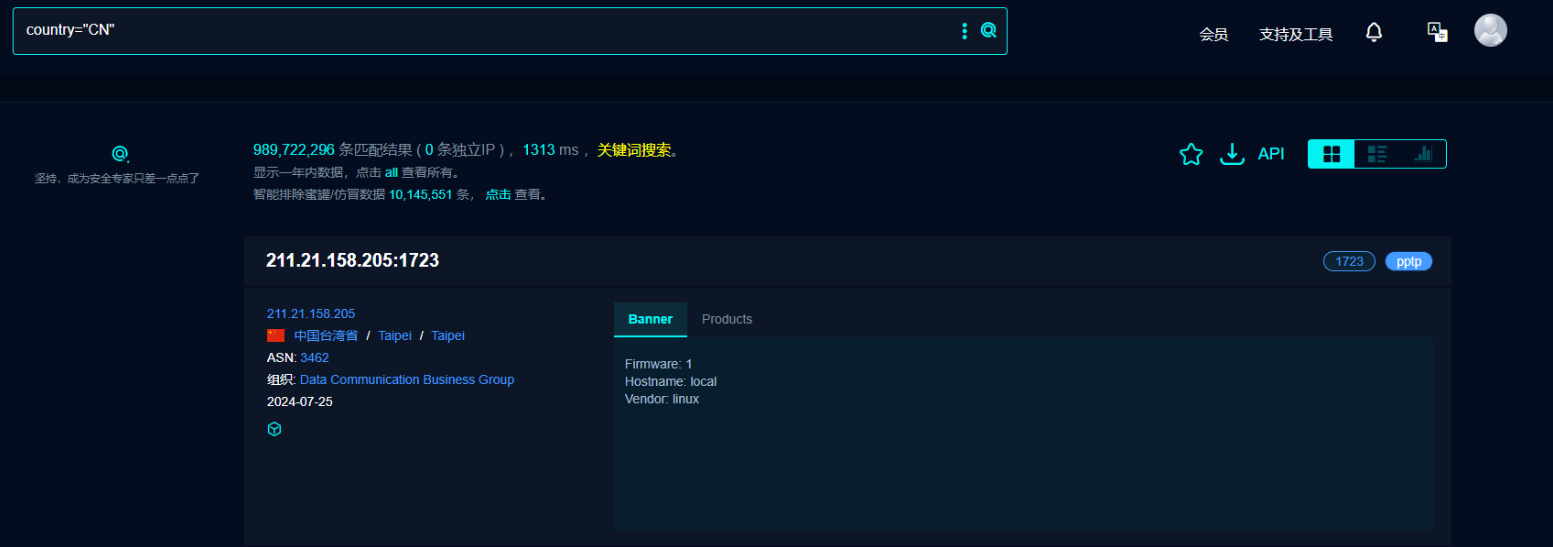 country="CN"
会员 支持及工具
989,722,296 条匹配结果 ( 0 条独立IP ) ，1313 ms ，关键词搜索。
显示一年内数据，点击 all 查看所有。
智能排除蜜罐/仿冒数据 10,145,551 条， 点击 查看。
API
坚持，成为安全专家只差一点点了
211.21.158.205:1723
1723 pptp
211.21.158.205
中国台湾省 / Taipei / Taipei
ASN: 3462
组织: Data Communication Business Group
2024-07-25
Banner Products
Firmware: 1
Hostname: local
Vendor: linux